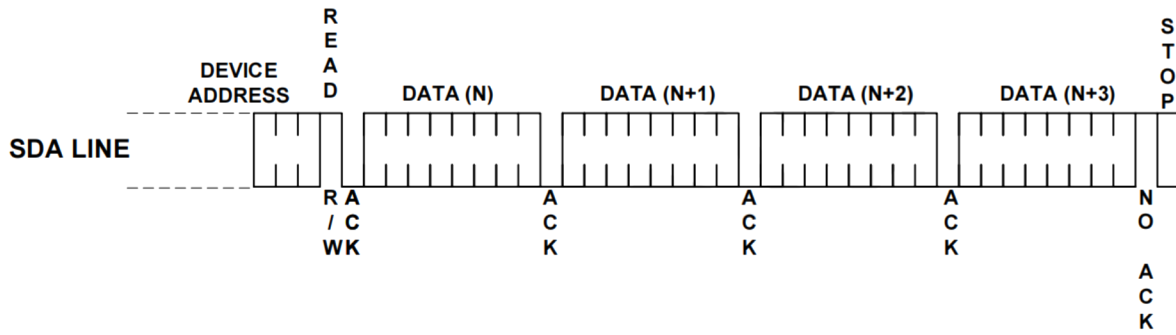 READ
STOP
DEVICE
ADDRESS
DATA (N)
DATA (N+1)
DATA (N+2)
DATA (N+3)
SDA LINE
R/W
ACK
ACK
ACK
ACK
NO ACK